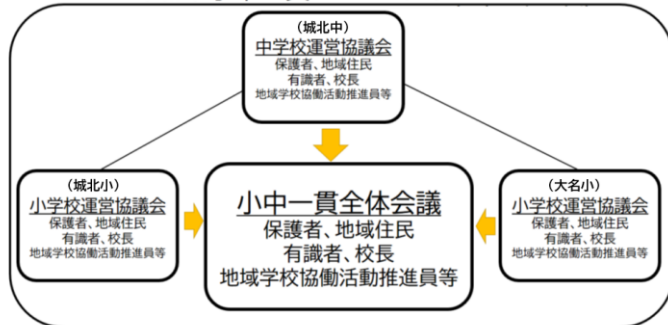 （城北中）
中学校運営協議会
保護者、地域住民
有識者、校長
地域学校協働活動推進員等
（城北小）
小学校運営協議会
保護者、地域住民
有識者、校長
地域学校協働活動推進員等
小中一貫全体会議
保護者、地域住民
有識者、校長
地域学校協働活動推進員等
（大名小）
小学校運営協議会
保護者、地域住民
有識者、校長
地域学校協働活動推進員等